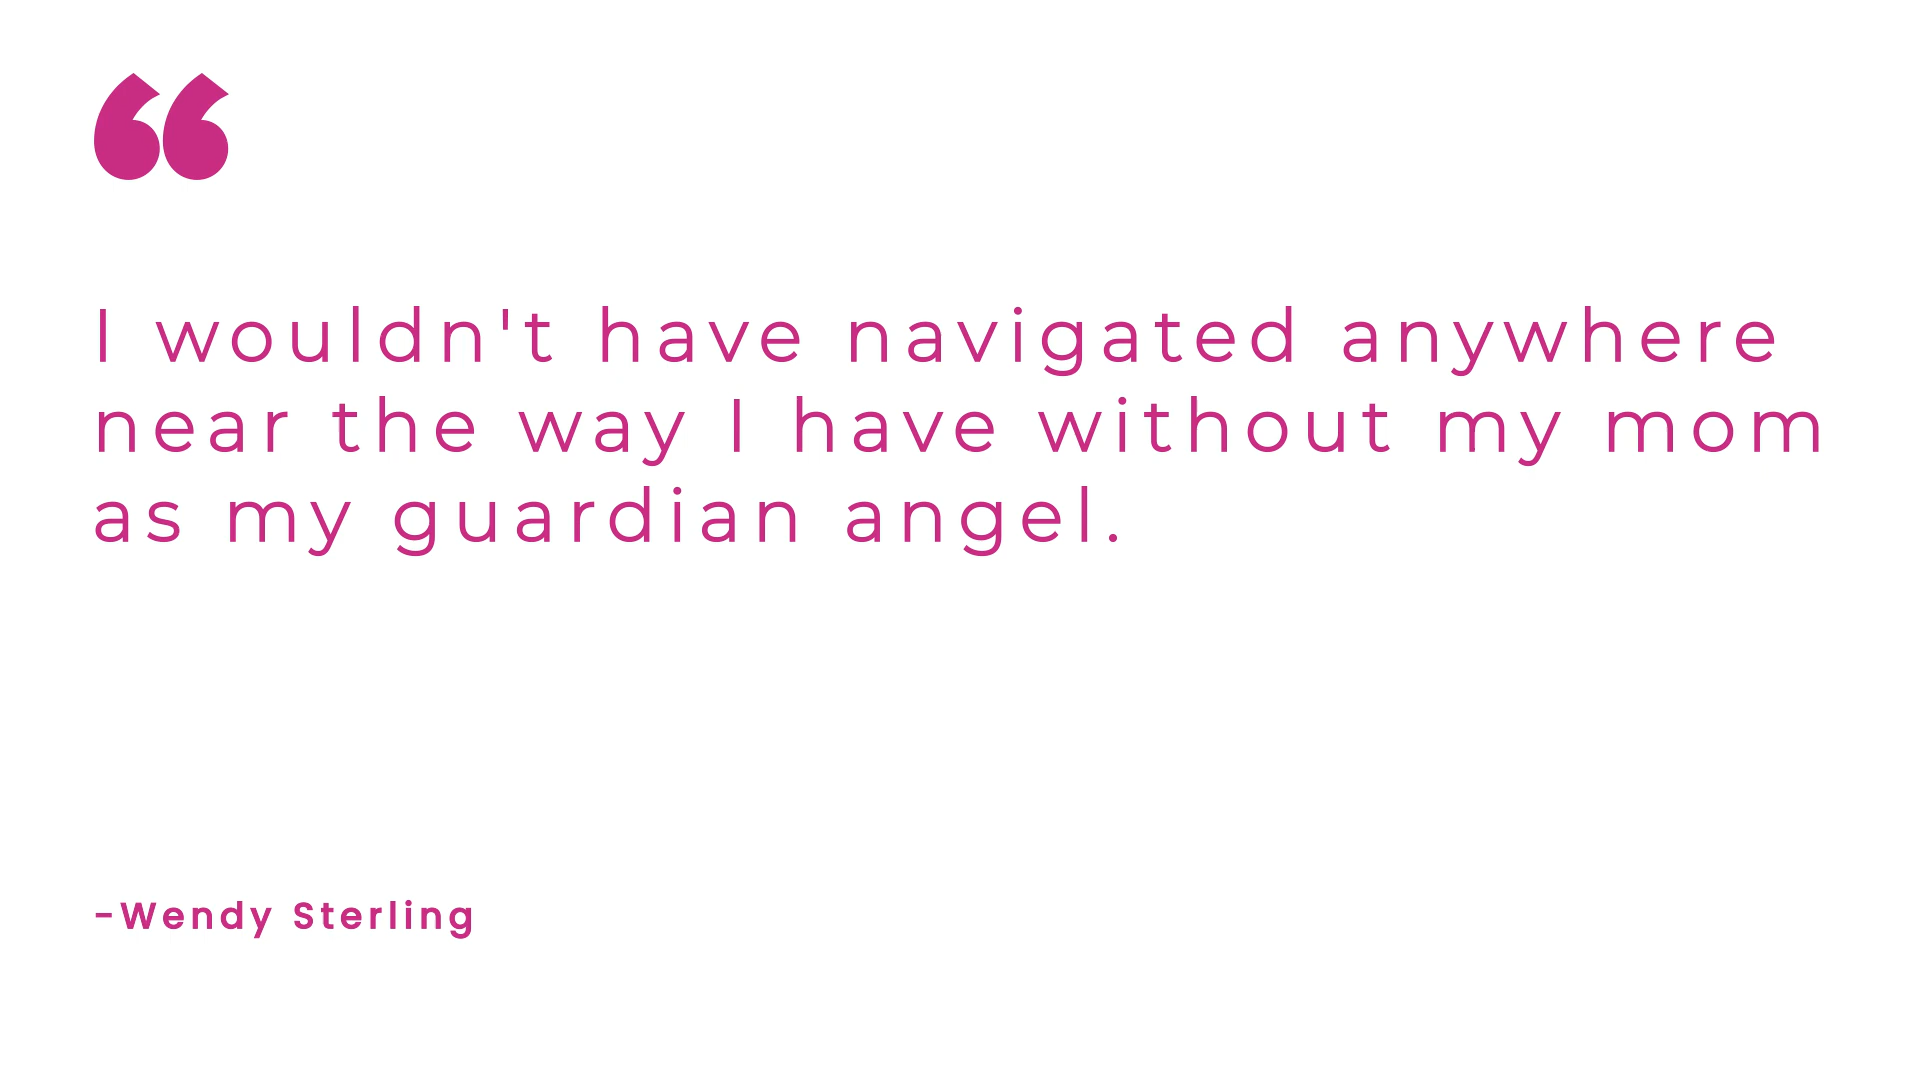 “
I wouldn't have navigated anywhere
near the way I have without my mom
as my guardian angel.
-Wendy Sterling